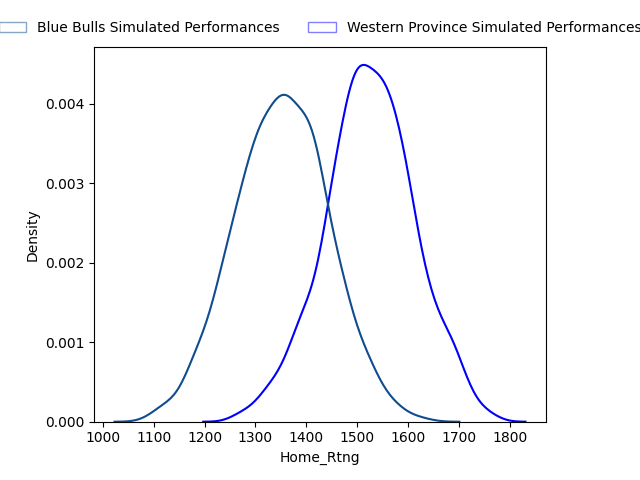 Blue Bulls Simulated Performances Western Province Simulated Performances
0.004
0.003
0.002
0.001
0.000
Density
1000 1100 1200 1300 1400 1500 1600 1700 1800
Home_Rtng